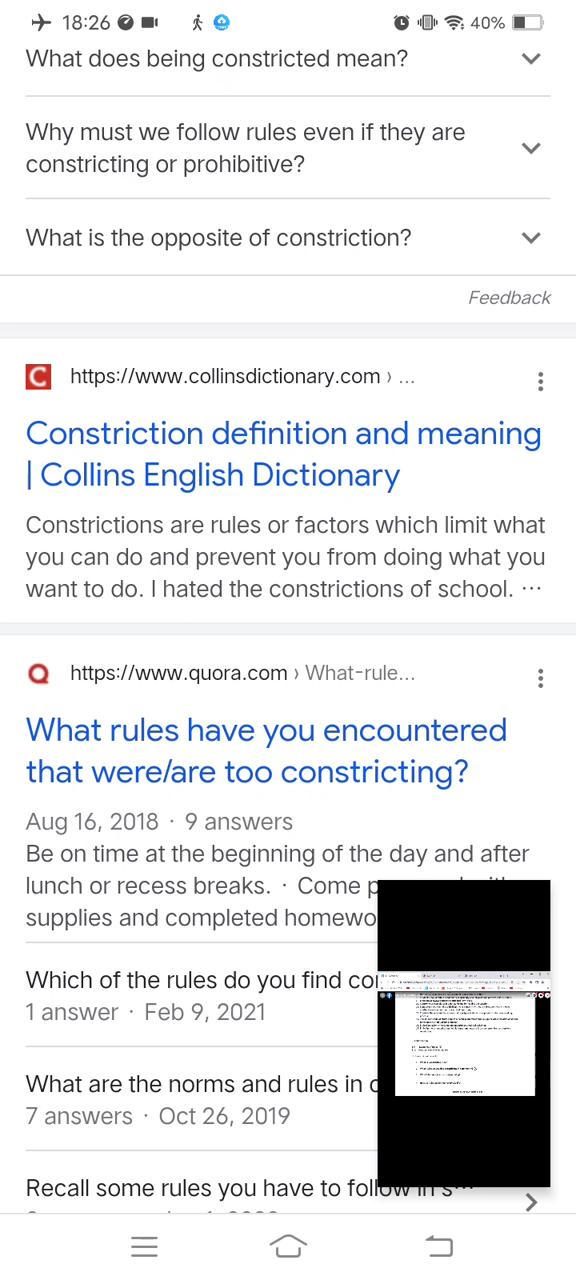 18:26 40%
What does being constricted mean?
Why must we follow rules even if they are
constricting or prohibitive?
What is the opposite of constriction?
Feedback
https://www.collinsdictionary.com › ...
Constriction definition and meaning
| Collins English Dictionary
Constrictions are rules or factors which limit what
you can do and prevent you from doing what you
want to do. I hated the constrictions of school. ...
https://www.quora.com › What-rule...
What rules have you encountered
that were/are too constricting?
Aug 16, 2018 · 9 answers
Be on time at the beginning of the day and after
lunch or recess breaks. · Come
supplies and completed homewo
Which of the rules do you find co
1 answer · Feb 9, 2021
What are the norms and rules in
7 answers · Oct 26, 2019
Recall some rules you have to follow in s...